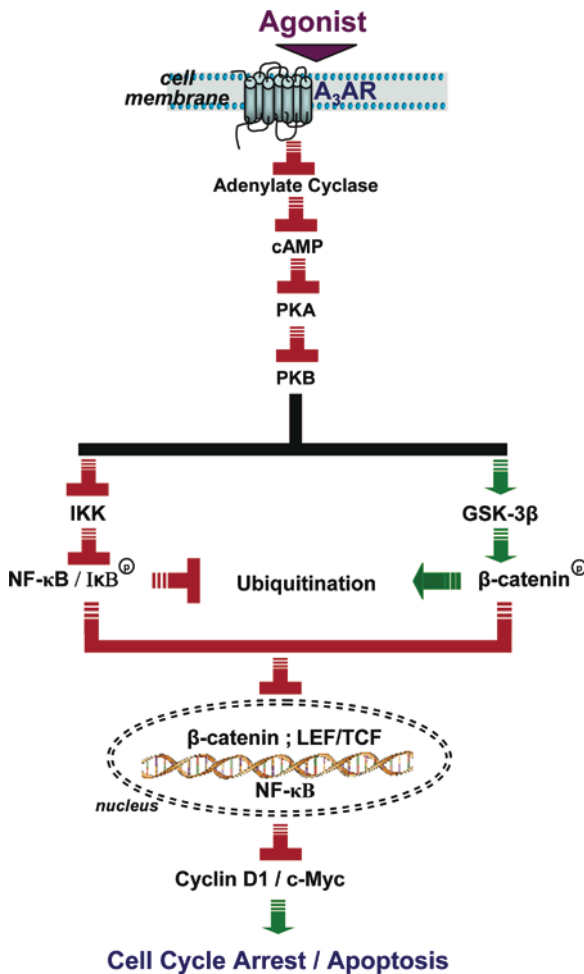 Agonist
cell
membrane
A₃AR
Adenylate Cyclase
cAMP
PKA
PKB
IKK
GSK-3β
NF-κB / IκB ⓟ
Ubiquitination
β-catenin ⓟ
β-catenin ; LEF/TCF
NF-κB
nucleus
Cyclin D1 / c-Myc
Cell Cycle Arrest / Apoptosis